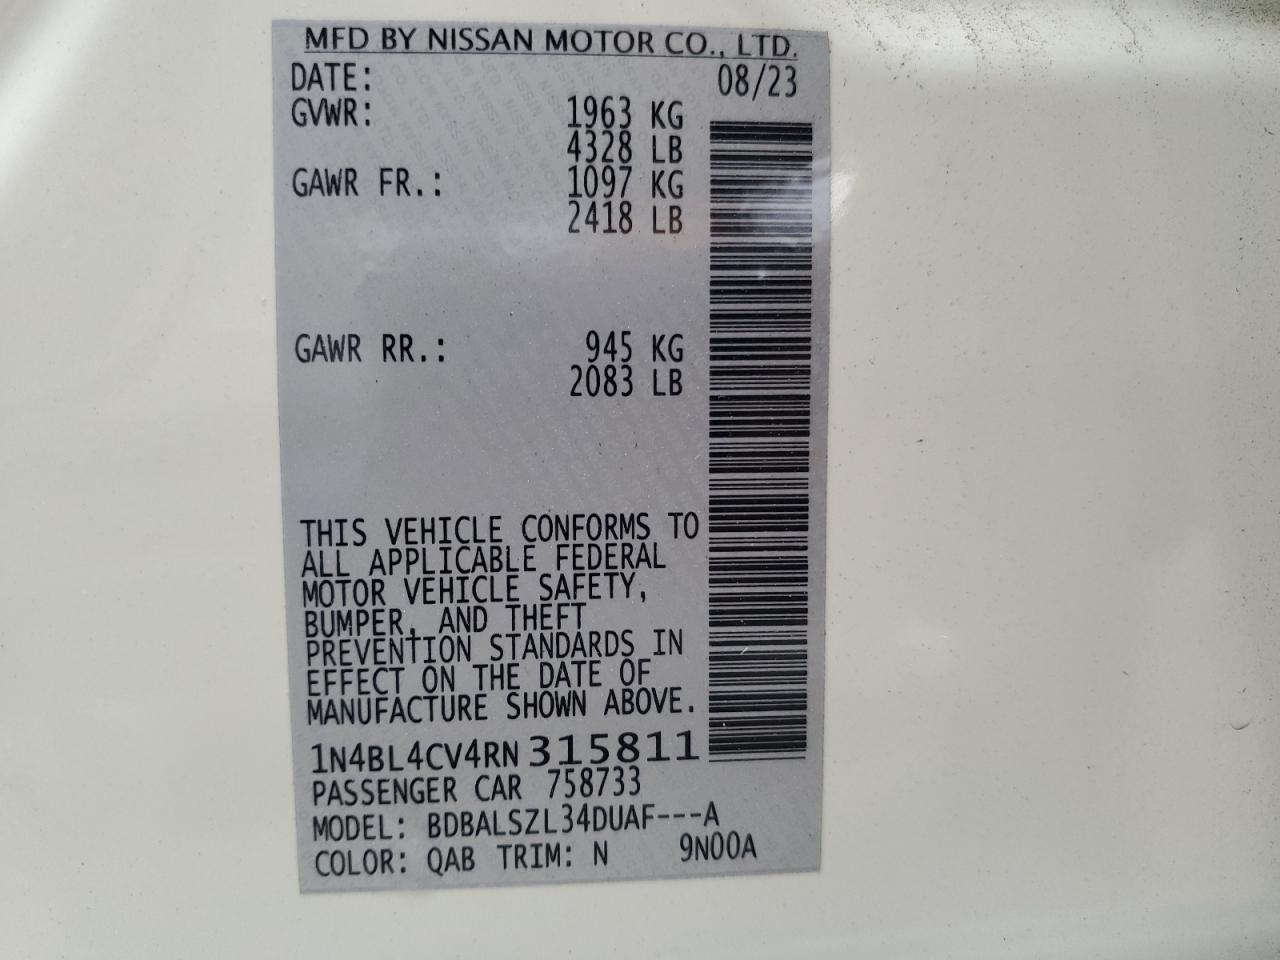 MFD BY NISSAN MOTOR CO., LTD.
DATE: 08/23
GVWR: 1963 KG
4328 LB
GAWR FR.: 1097 KG
2418 LB
GAWR RR.: 945 KG
2083 LB
THIS VEHICLE CONFORMS TO
ALL APPLICABLE FEDERAL
MOTOR VEHICLE SAFETY,
BUMPER, AND THEFT
PREVENTION STANDARDS IN
EFFECT ON THE DATE OF
MANUFACTURE SHOWN ABOVE.
1N4BL4CV4RN315811
PASSENGER CAR 758733
MODEL: BDBALSZL34DUAF---A
COLOR: QAB TRIM: N 9N00A